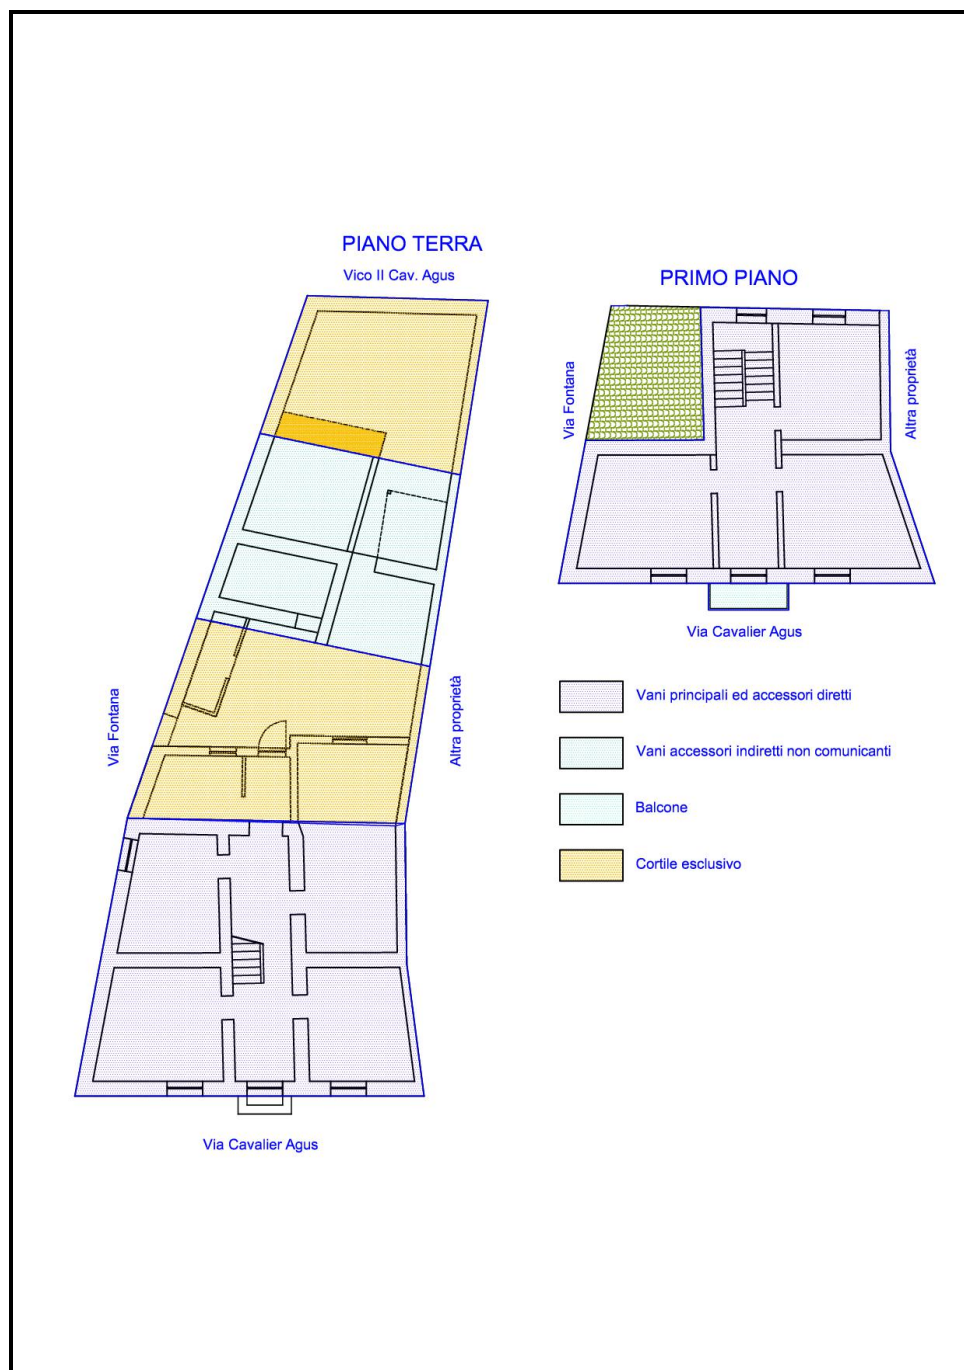 PIANO TERRA
Vico II Cav. Agus
Via Fontana
Altra proprietà
Via Cavalier Agus
PRIMO PIANO
Via Fontana
Altra proprietà
Via Cavalier Agus
Vani principali ed accessori diretti
Vani accessori indiretti non comunicanti
Balcone
Cortile esclusivo